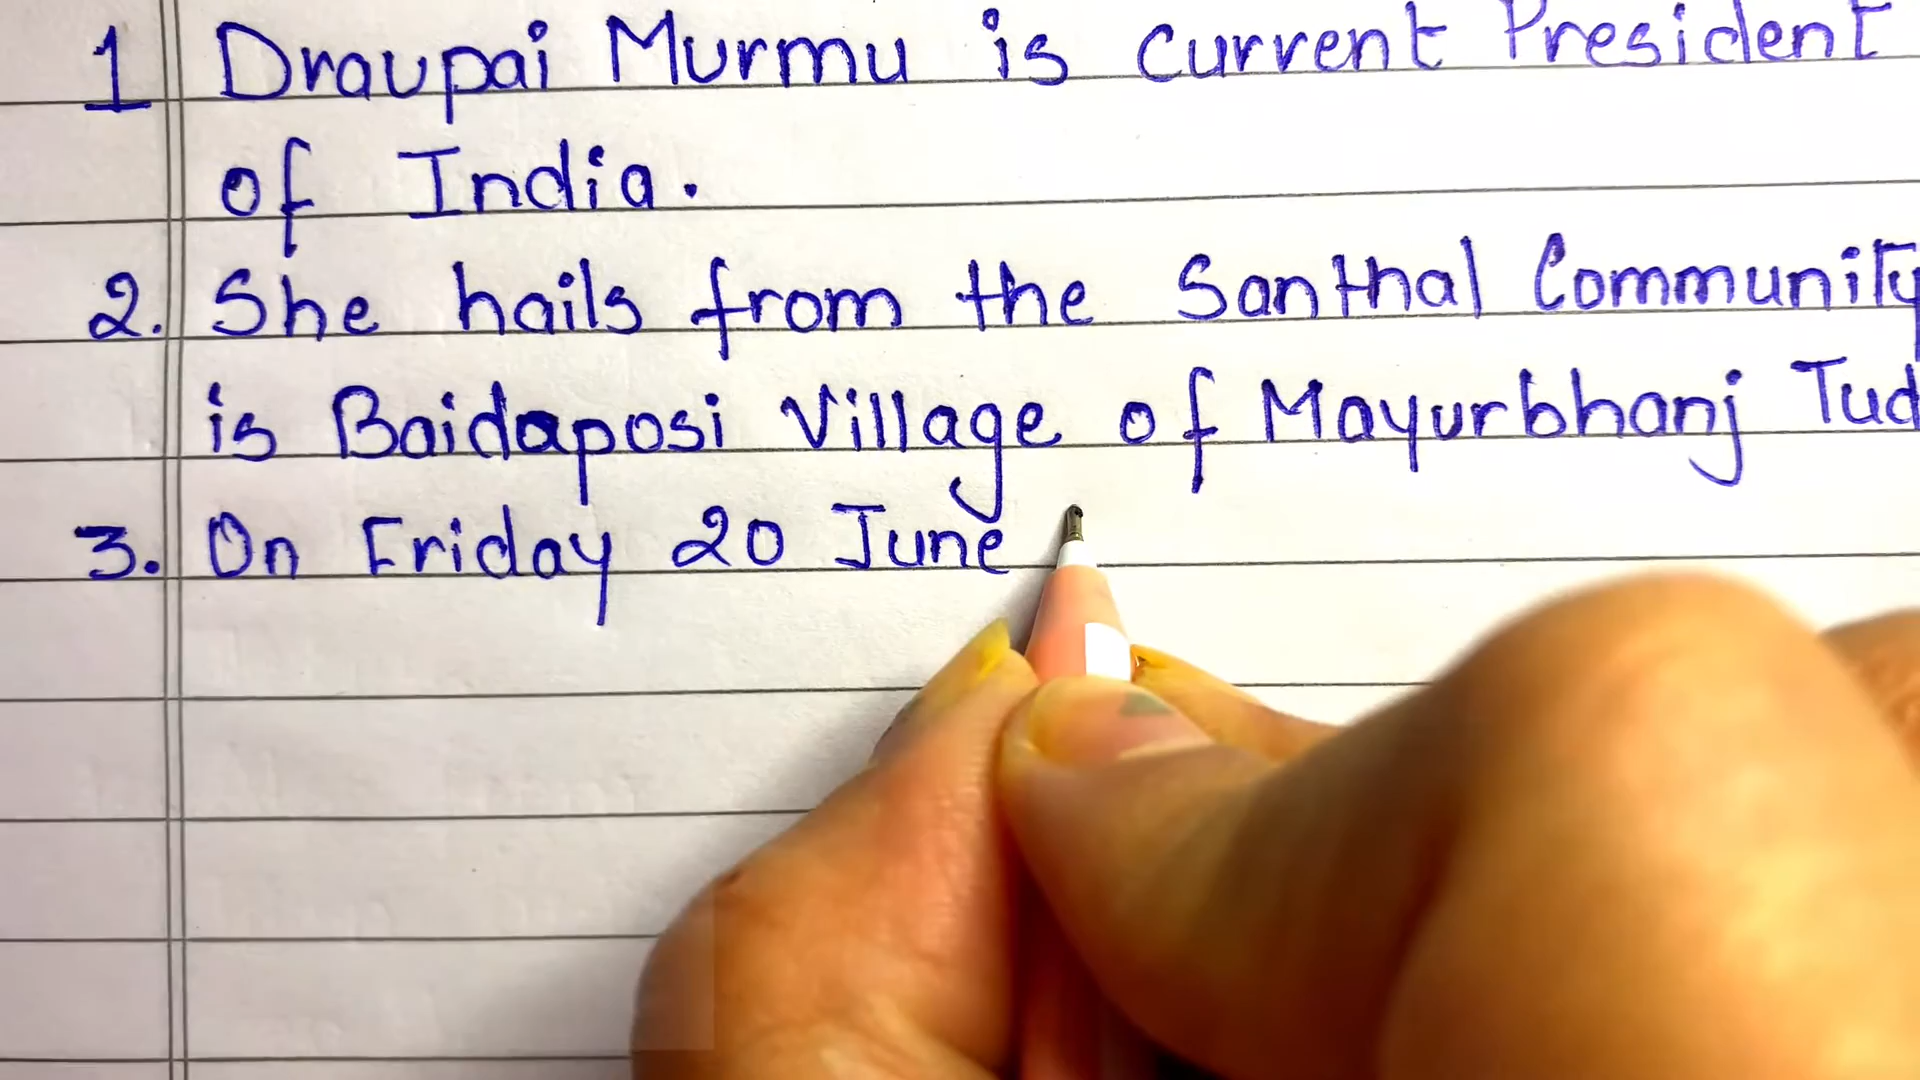 1 Draupai Murmu is current President
of India.
2. She hails from the Santhal Community
is Baidaposi Village of Mayurbhanj Tud
3. On Friday 20 June